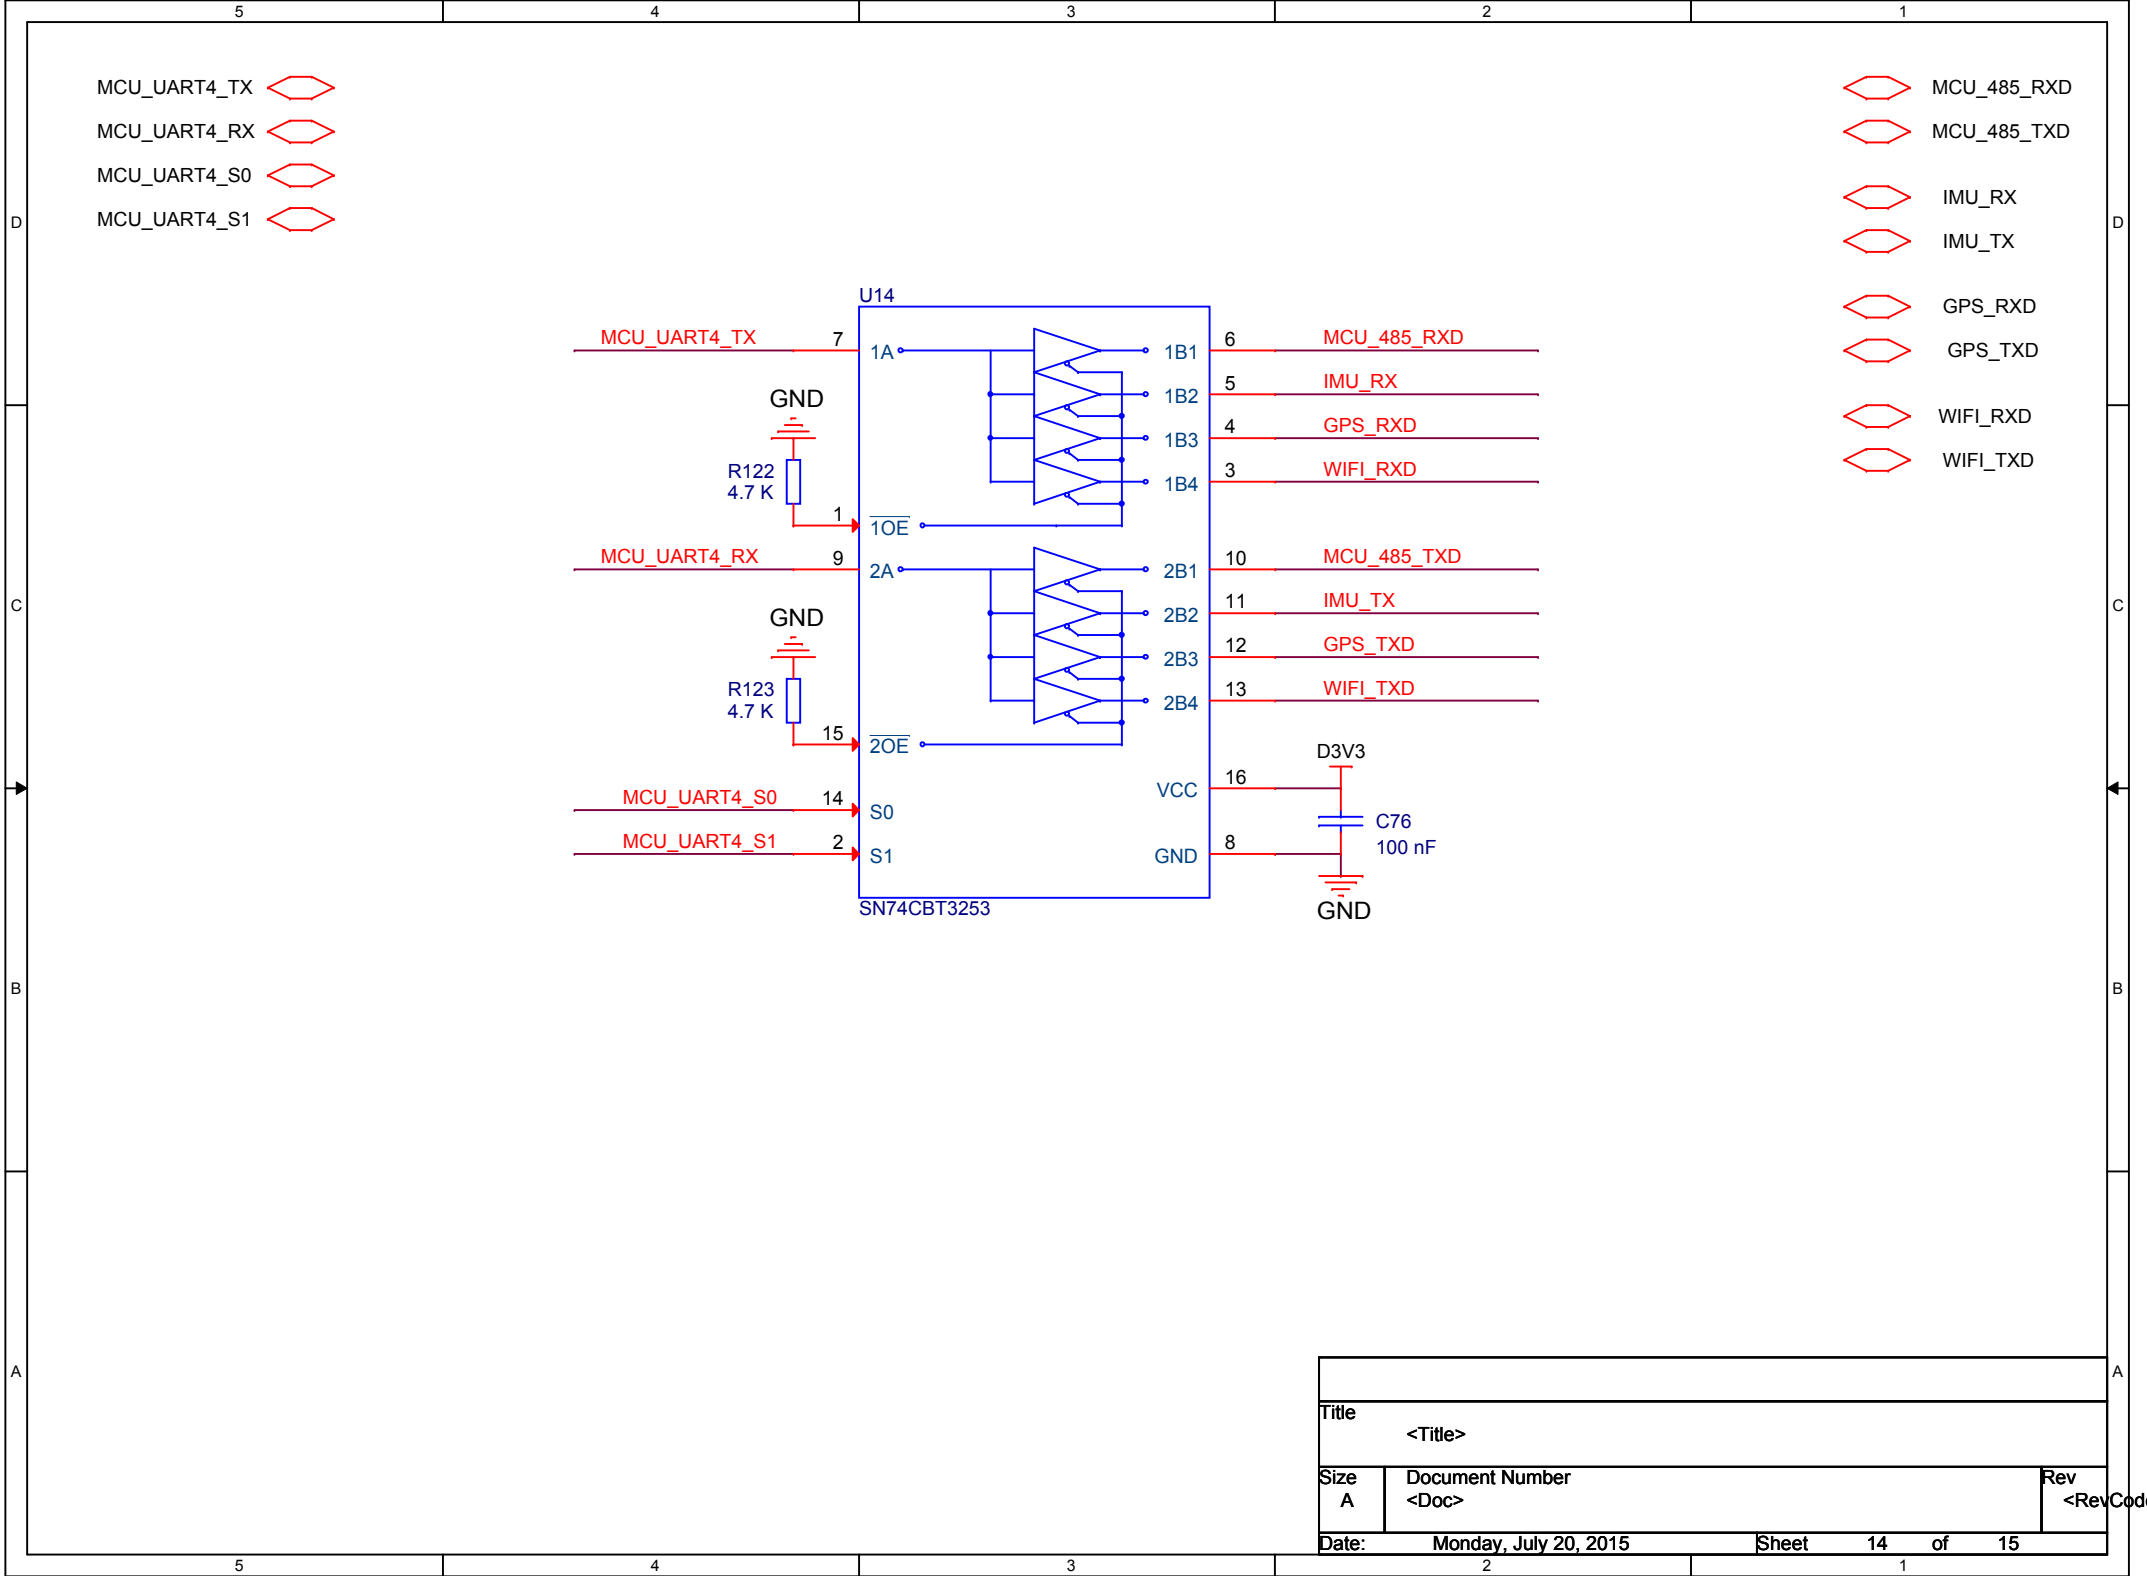 5 4 3 2 1
MCU_UART4_TX
MCU_UART4_RX
MCU_UART4_S0
MCU_UART4_S1
MCU_485_RXD
MCU_485_TXD
IMU_RX
IMU_TX
GPS_RXD
GPS_TXD
WIFI_RXD
WIFI_TXD
D D
U14
MCU_UART4_TX 7 1A 1B1 6 MCU_485_RXD
1B2 5 IMU_RX
GND
1B3 4 GPS_RXD
R122
4.7 K
1B4 3 WIFI_RXD
1 1OE
MCU_UART4_RX 9 2A 2B1 10 MCU_485_TXD
C C
2B2 11 IMU_TX
GND
2B3 12 GPS_TXD
R123
4.7 K
2B4 13 WIFI_TXD
15 2OE
D3V3
VCC 16
MCU_UART4_S0 14 S0
C76
100 nF
MCU_UART4_S1 2 S1
GND 8
SN74CBT3253
GND
B B
A A
Title
<Title>
Size Document Number Rev
A <Doc> <RevCode
Date: Monday, July 20, 2015 Sheet 14 of 15
5 4 3 2 1